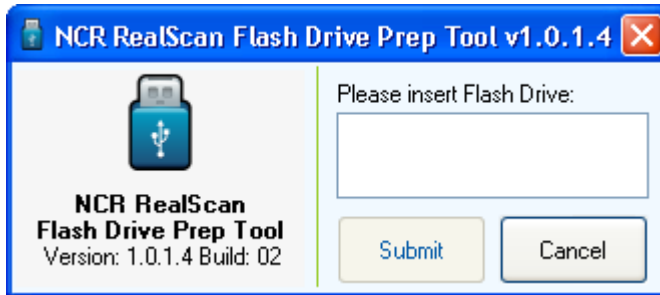 NCR RealScan Flash Drive Prep Tool v1.0.1.4
Please insert Flash Drive:
NCR RealScan
Flash Drive Prep Tool
Version: 1.0.1.4 Build: 02
Submit
Cancel